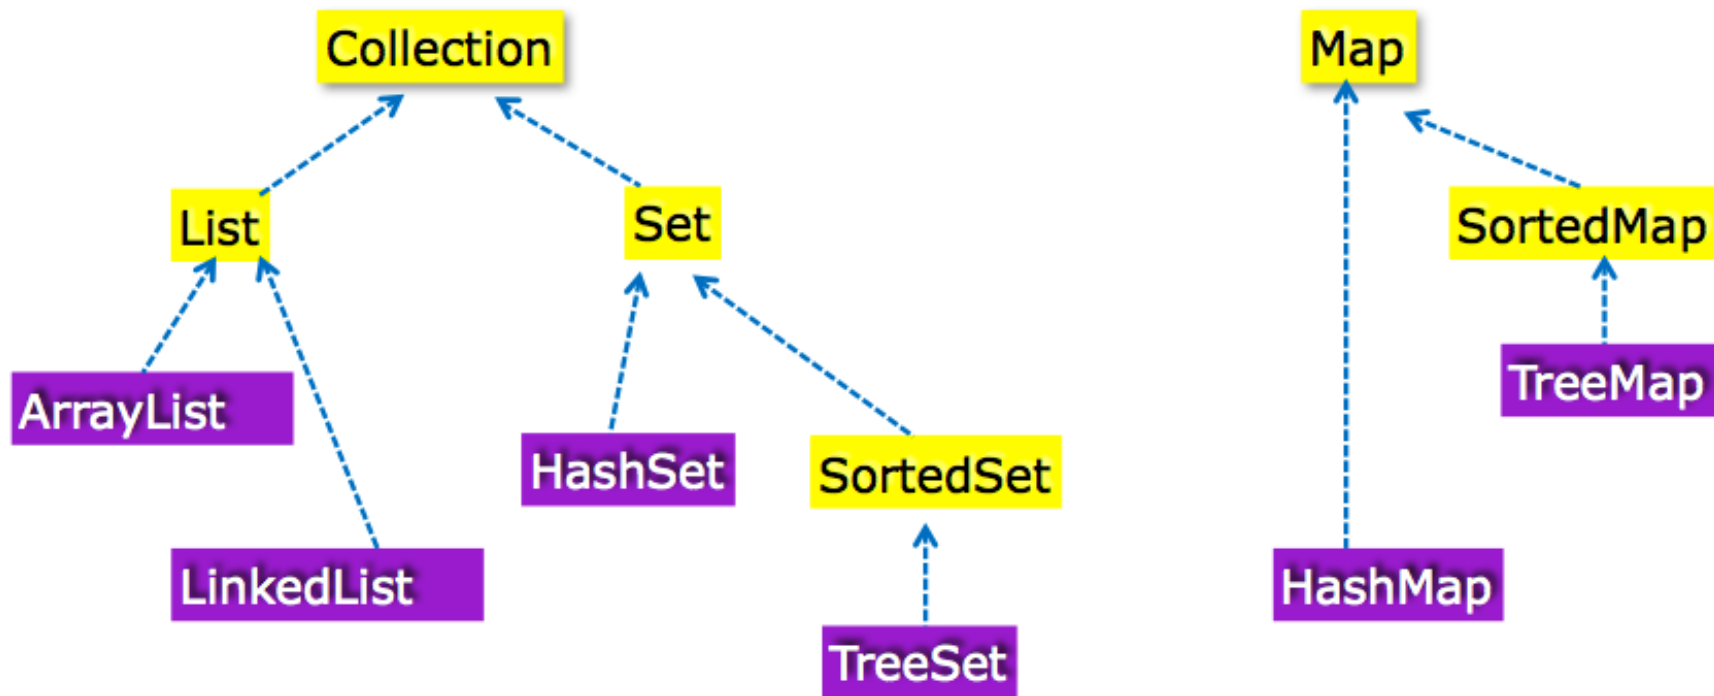 Collection
Map
List
Set
SortedMap
ArrayList
TreeMap
HashSet
SortedSet
LinkedList
HashMap
TreeSet